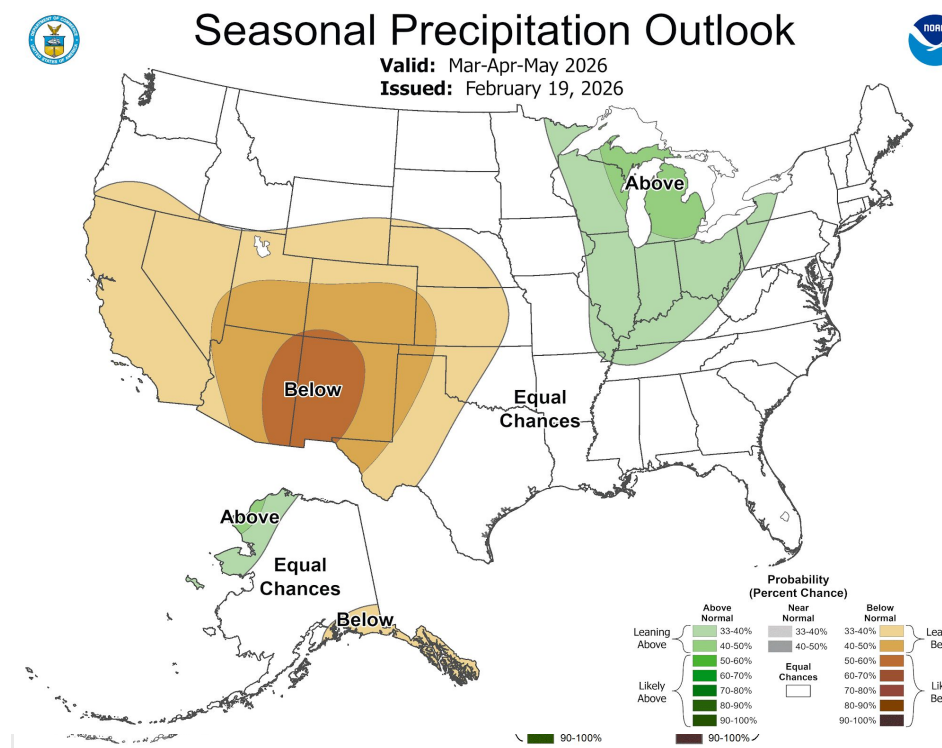 Seasonal Precipitation Outlook
Valid: Mar-Apr-May 2026
Issued: February 19, 2026
Above
Below
Equal
Chances
Above
Equal
Chances
Below
Probability
(Percent Chance)
Above
Normal
Near
Normal
Below
Normal
Leaning
Above
33-40%
40-50%
33-40%
40-50%
33-40%
40-50%
Likely
Above
50-60%
60-70%
70-80%
80-90%
90-100%
Equal
Chances
50-60%
60-70%
70-80%
80-90%
90-100%
90-100%
90-100%